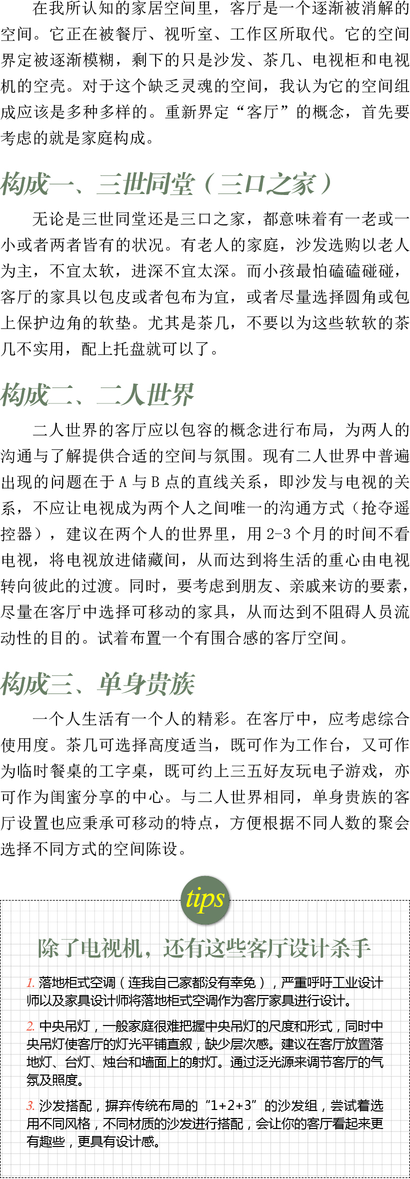 在我所认知的家居空间里，客厅是一个逐渐被消解的
空间。它正在被餐厅、视听室、工作区所取代。它的空间
界定被逐渐模糊，剩下的只是沙发、茶几、电视柜和电视
机的空壳。对于这个缺乏灵魂的空间，我认为它的空间组
成应该是多种多样的。重新界定“客厅”的概念，首先要
考虑的就是家庭构成。
构成一、三世同堂（三口之家）
无论是三世同堂还是三口之家，都意味着有一老或一
小或者两者皆有的状况。有老人的家庭，沙发选购以老人
为主，不宜太软，进深不宜太深。而小孩最怕磕磕碰碰，
客厅的家具以包皮或者包布为宜，或者尽量选择圆角或包
上保护边角的软垫。尤其是茶几，不要以为这些软软的茶
几不实用，配上托盘就可以了。
构成二、二人世界
二人世界的客厅应以包容的概念进行布局，为两人的
沟通与了解提供合适的空间与氛围。现有二人世界中普遍
出现的问题在于 A 与 B 点的直线关系，即沙发与电视的关
系，不应让电视成为两个人之间唯一的沟通方式（抢夺遥
控器），建议在两个人的世界里，用 2-3 个月的时间不看
电视，将电视放进储藏间，从而达到将生活的重心由电视
转向彼此的过渡。同时，要考虑到朋友、亲戚来访的要素，
尽量在客厅中选择可移动的家具，从而达到不阻碍人员流
动性的目的。试着布置一个有围合感的客厅空间。
构成三、单身贵族
一个人生活有一个人的精彩。在客厅中，应考虑综合
使用度。茶几可选择高度适当，既可作为工作台，又可作
为临时餐桌的工字桌，既可约上三五好友玩电子游戏，亦
可作为闺蜜分享的中心。与二人世界相同，单身贵族的客
厅设置也应秉承可移动的特点，方便根据不同人数的聚会
选择不同方式的空间陈设。
tips
除了电视机，还有这些客厅设计杀手
1. 落地柜式空调（连我自己家都没有幸免），严重呼吁工业设计
师以及家具设计师将落地柜式空调作为客厅家具进行设计。
2. 中央吊灯，一般家庭很难把握中央吊灯的尺度和形式，同时中
央吊灯使客厅的灯光平铺直叙，缺少层次感。建议在客厅放置落
地灯、台灯、烛台和墙面上的射灯。通过泛光源来调节客厅的气
氛及照度。
3. 沙发搭配，摒弃传统布局的“1+2+3”的沙发组，尝试着选
用不同风格，不同材质的沙发进行搭配，会让你的客厅看起来更
有趣些，更具有设计感。